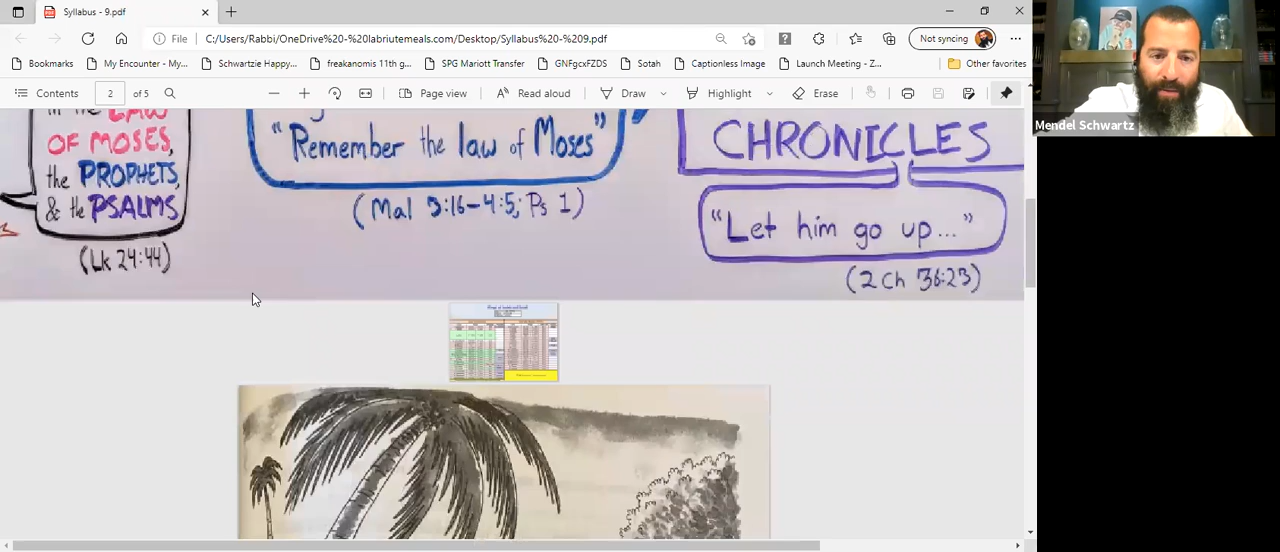 Syllabus - 9.pdf
File
C:/Users/Rabbi/OneDrive%20-%20labriutemeals.com/Desktop/Syllabus%20-%209.pdf
Not syncing
Bookmarks
My Encounter - My...
Schwartzie Happy...
freakanomis 11th g...
SPG Mariott Transfer
GNFgcxFZDS
Sotah
Captionless Image
Launch Meeting - Z...
Other favorites
Contents
2
of 5
Page view
Read aloud
Draw
Highlight
Erase
Mendel Schwartz
in the LAW
OF MOSES,
the PROPHETS,
& the PSALMS
(Lk 24:44)
"Remember the law of Moses"
(Mal 3:16-4:5; Ps 1)
CHRONICLES
"Let him go up..."
(2 Ch 36:23)